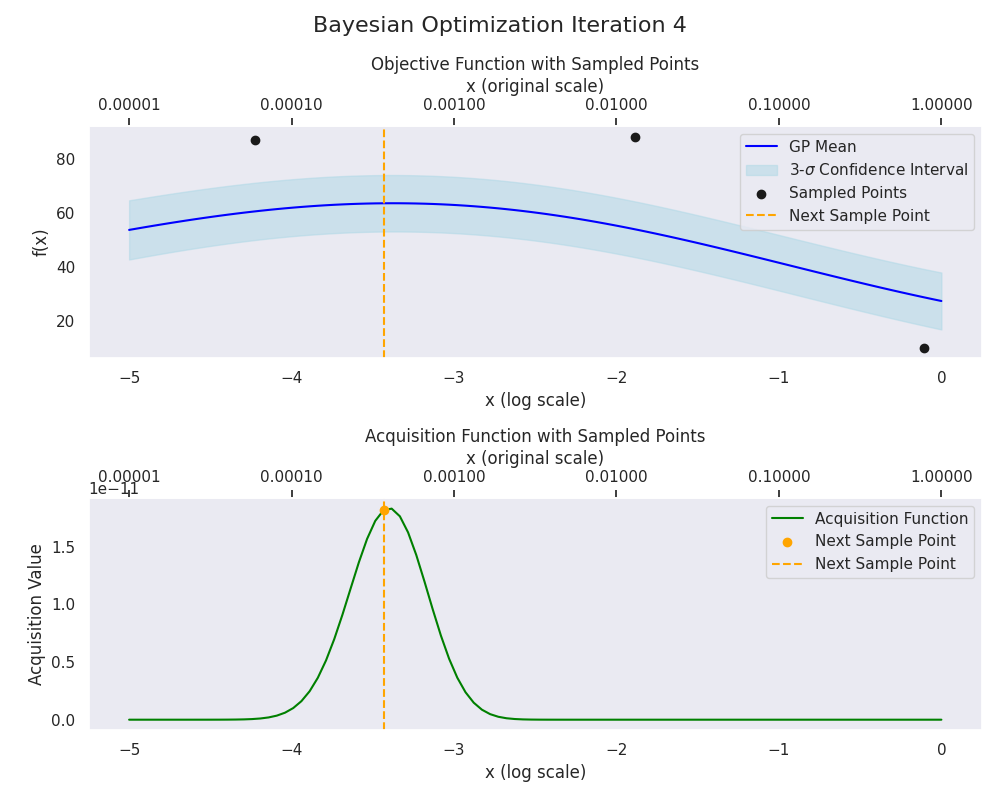 Bayesian Optimization Iteration 4
Objective Function with Sampled Points
x (original scale)
0.00001 0.00010 0.00100 0.01000 0.10000 1.00000
80
60
40
20
f(x)
GP Mean
3-σ Confidence Interval
Sampled Points
Next Sample Point
−5 −4 −3 −2 −1 0
x (log scale)
Acquisition Function with Sampled Points
x (original scale)
0.00001 0.00010 0.00100 0.01000 0.10000 1.00000
1e−11
1.5
1.0
0.5
0.0
Acquisition Value
Acquisition Function
Next Sample Point
Next Sample Point
−5 −4 −3 −2 −1 0
x (log scale)